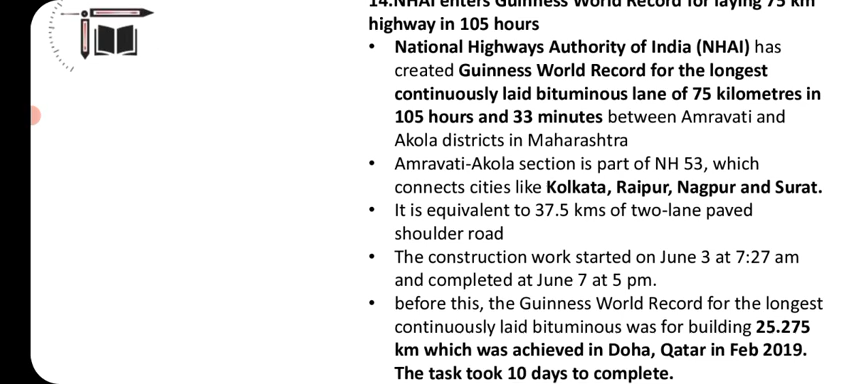 14.NHAI enters Guinness World Record for laying 75 km
highway in 105 hours
• National Highways Authority of India (NHAI) has
created Guinness World Record for the longest
continuously laid bituminous lane of 75 kilometres in
105 hours and 33 minutes between Amravati and
Akola districts in Maharashtra
• Amravati-Akola section is part of NH 53, which
connects cities like Kolkata, Raipur, Nagpur and Surat.
• It is equivalent to 37.5 kms of two-lane paved
shoulder road
• The construction work started on June 3 at 7:27 am
and completed at June 7 at 5 pm.
• before this, the Guinness World Record for the longest
continuously laid bituminous was for building 25.275
km which was achieved in Doha, Qatar in Feb 2019.
The task took 10 days to complete.